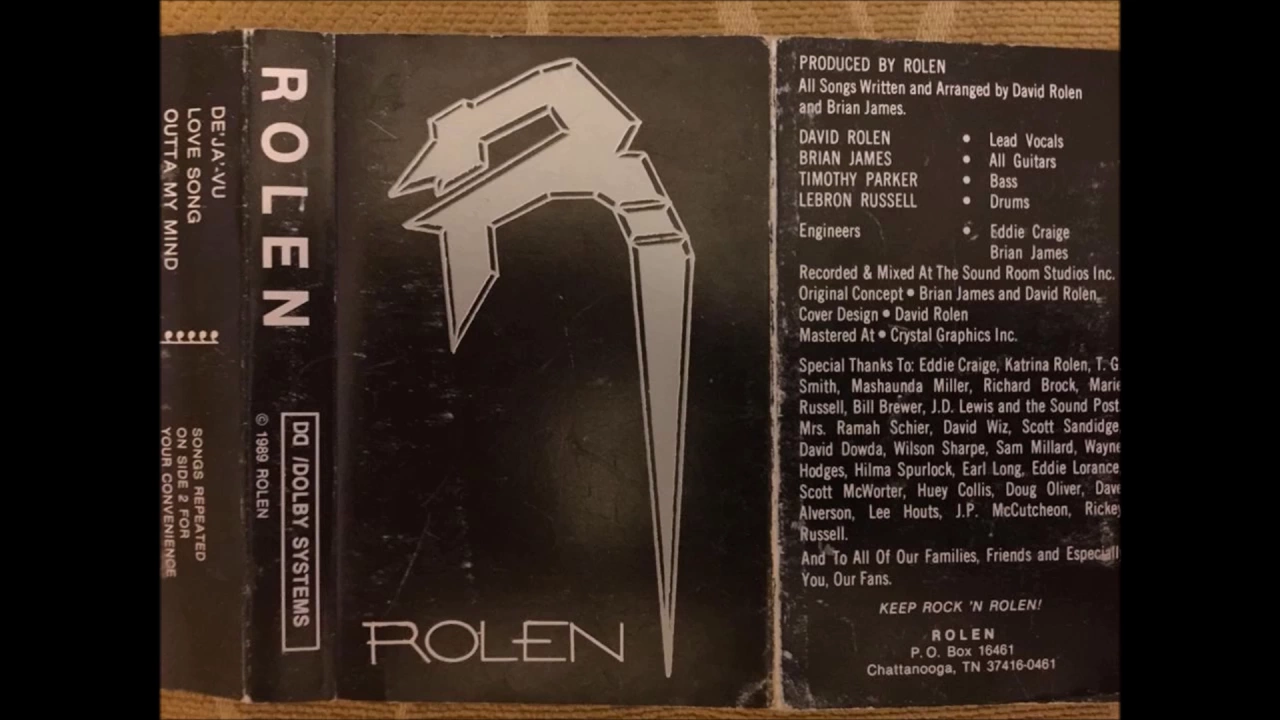 DE'JA'-VU
LOVE SONG
OUTTA MY MIND
SONGS REPEATED
ON SIDE 2 FOR
YOUR CONVENIENCE
ROLEN
DOLBY SYSTEMS
© 1989 ROLEN
ROLEN
PRODUCED BY ROLEN
All Songs Written and Arranged by David Rolen
and Brian James.
DAVID ROLEN • Lead Vocals
BRIAN JAMES • All Guitars
TIMOTHY PARKER • Bass
LEBRON RUSSELL • Drums
Engineers • Eddie Craige
Brian James
Recorded & Mixed At The Sound Room Studios Inc.
Original Concept • Brian James and David Rolen
Cover Design • David Rolen
Mastered At • Crystal Graphics Inc.
Special Thanks To: Eddie Craige, Katrina Rolen, T. G.
Smith, Mashaunda Miller, Richard Brock, Marie
Russell, Bill Brewer, J.D. Lewis and the Sound Post
Mrs. Ramah Schier, David Wiz, Scott Sandidge
David Dowda, Wilson Sharpe, Sam Millard, Wayne
Hodges, Hilma Spurlock, Earl Long, Eddie Lorance
Scott McWorter, Huey Collis, Doug Oliver, Dave
Alverson, Lee Houts, J.P. McCutcheon, Rickey
Russell.
And To All Of Our Families, Friends and Especiall
You, Our Fans.
KEEP ROCK 'N ROLEN!
ROLEN
P.O. Box 16461
Chattanooga, TN 37416-0461